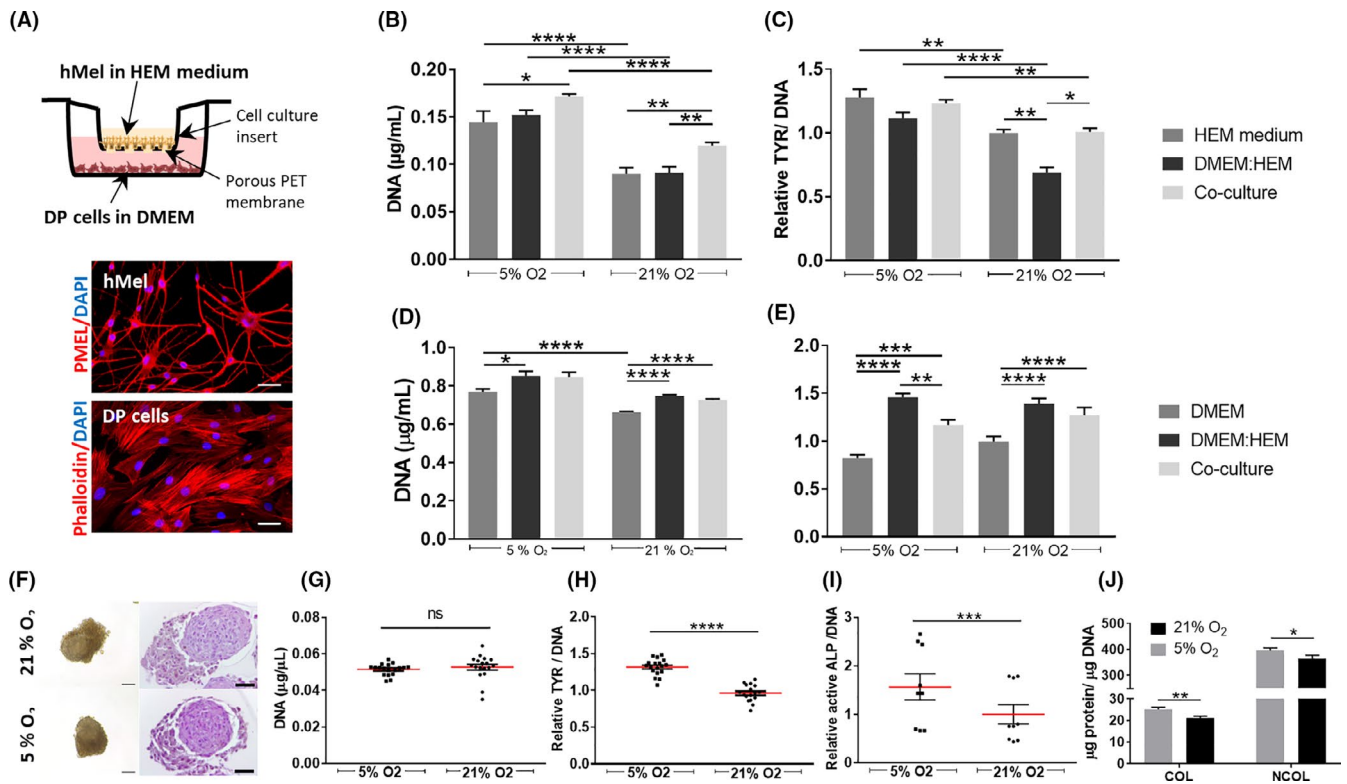 (A)
hMel in HEM medium
Cell culture
insert
Porous PET
membrane
DP cells in DMEM
PMEL/DAPI
hMel
Phalloidin/DAPI
DP cells
(B)
DNA (µg/mL)
0.20
0.15
0.10
0.05
0.00
****
****
****
*
**
**
5% O2
21% O2
(C)
Relative TYR/ DNA
1.5
1.0
0.5
0.0
**
****
**
**
*
5% O2
21% O2
HEM medium
DMEM:HEM
Co-culture
(D)
DNA (µg/mL)
1.0
0.8
0.6
0.4
0.2
0.0
****
*
****
****
5 % O₂
21 % O₂
(E)
2.0
1.5
1.0
0.5
0.0
***
****
**
****
****
5% O2
21% O2
DMEM
DMEM:HEM
Co-culture
(F)
21 % O₂
5 % O₂
(G)
DNA (µg/µL)
0.08
0.06
0.04
0.02
0.00
ns
5% O2
21% O2
(H)
Relative TYR / DNA
2.0
1.5
1.0
0.5
0.0
****
5% O2
21% O2
(I)
Relative active ALP /DNA
3
2
1
0
***
5% O2
21% O2
(J)
µg protein/ µg DNA
500
400
300
30
20
10
0
21% O₂
5% O₂
**
*
COL
NCOL